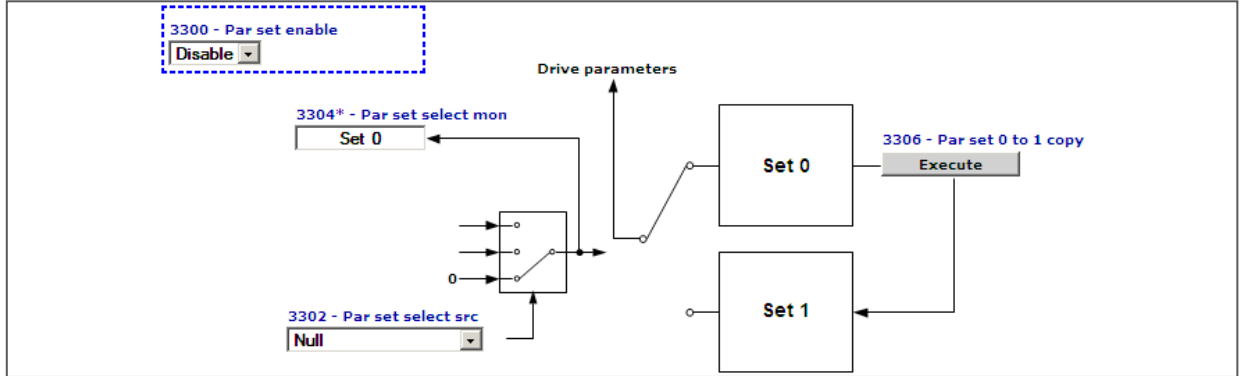 3300 - Par set enable
Disable
Drive parameters
3304* - Par set select mon
Set 0
Set 0
3306 - Par set 0 to 1 copy
Execute
0
3302 - Par set select src
Null
Set 1